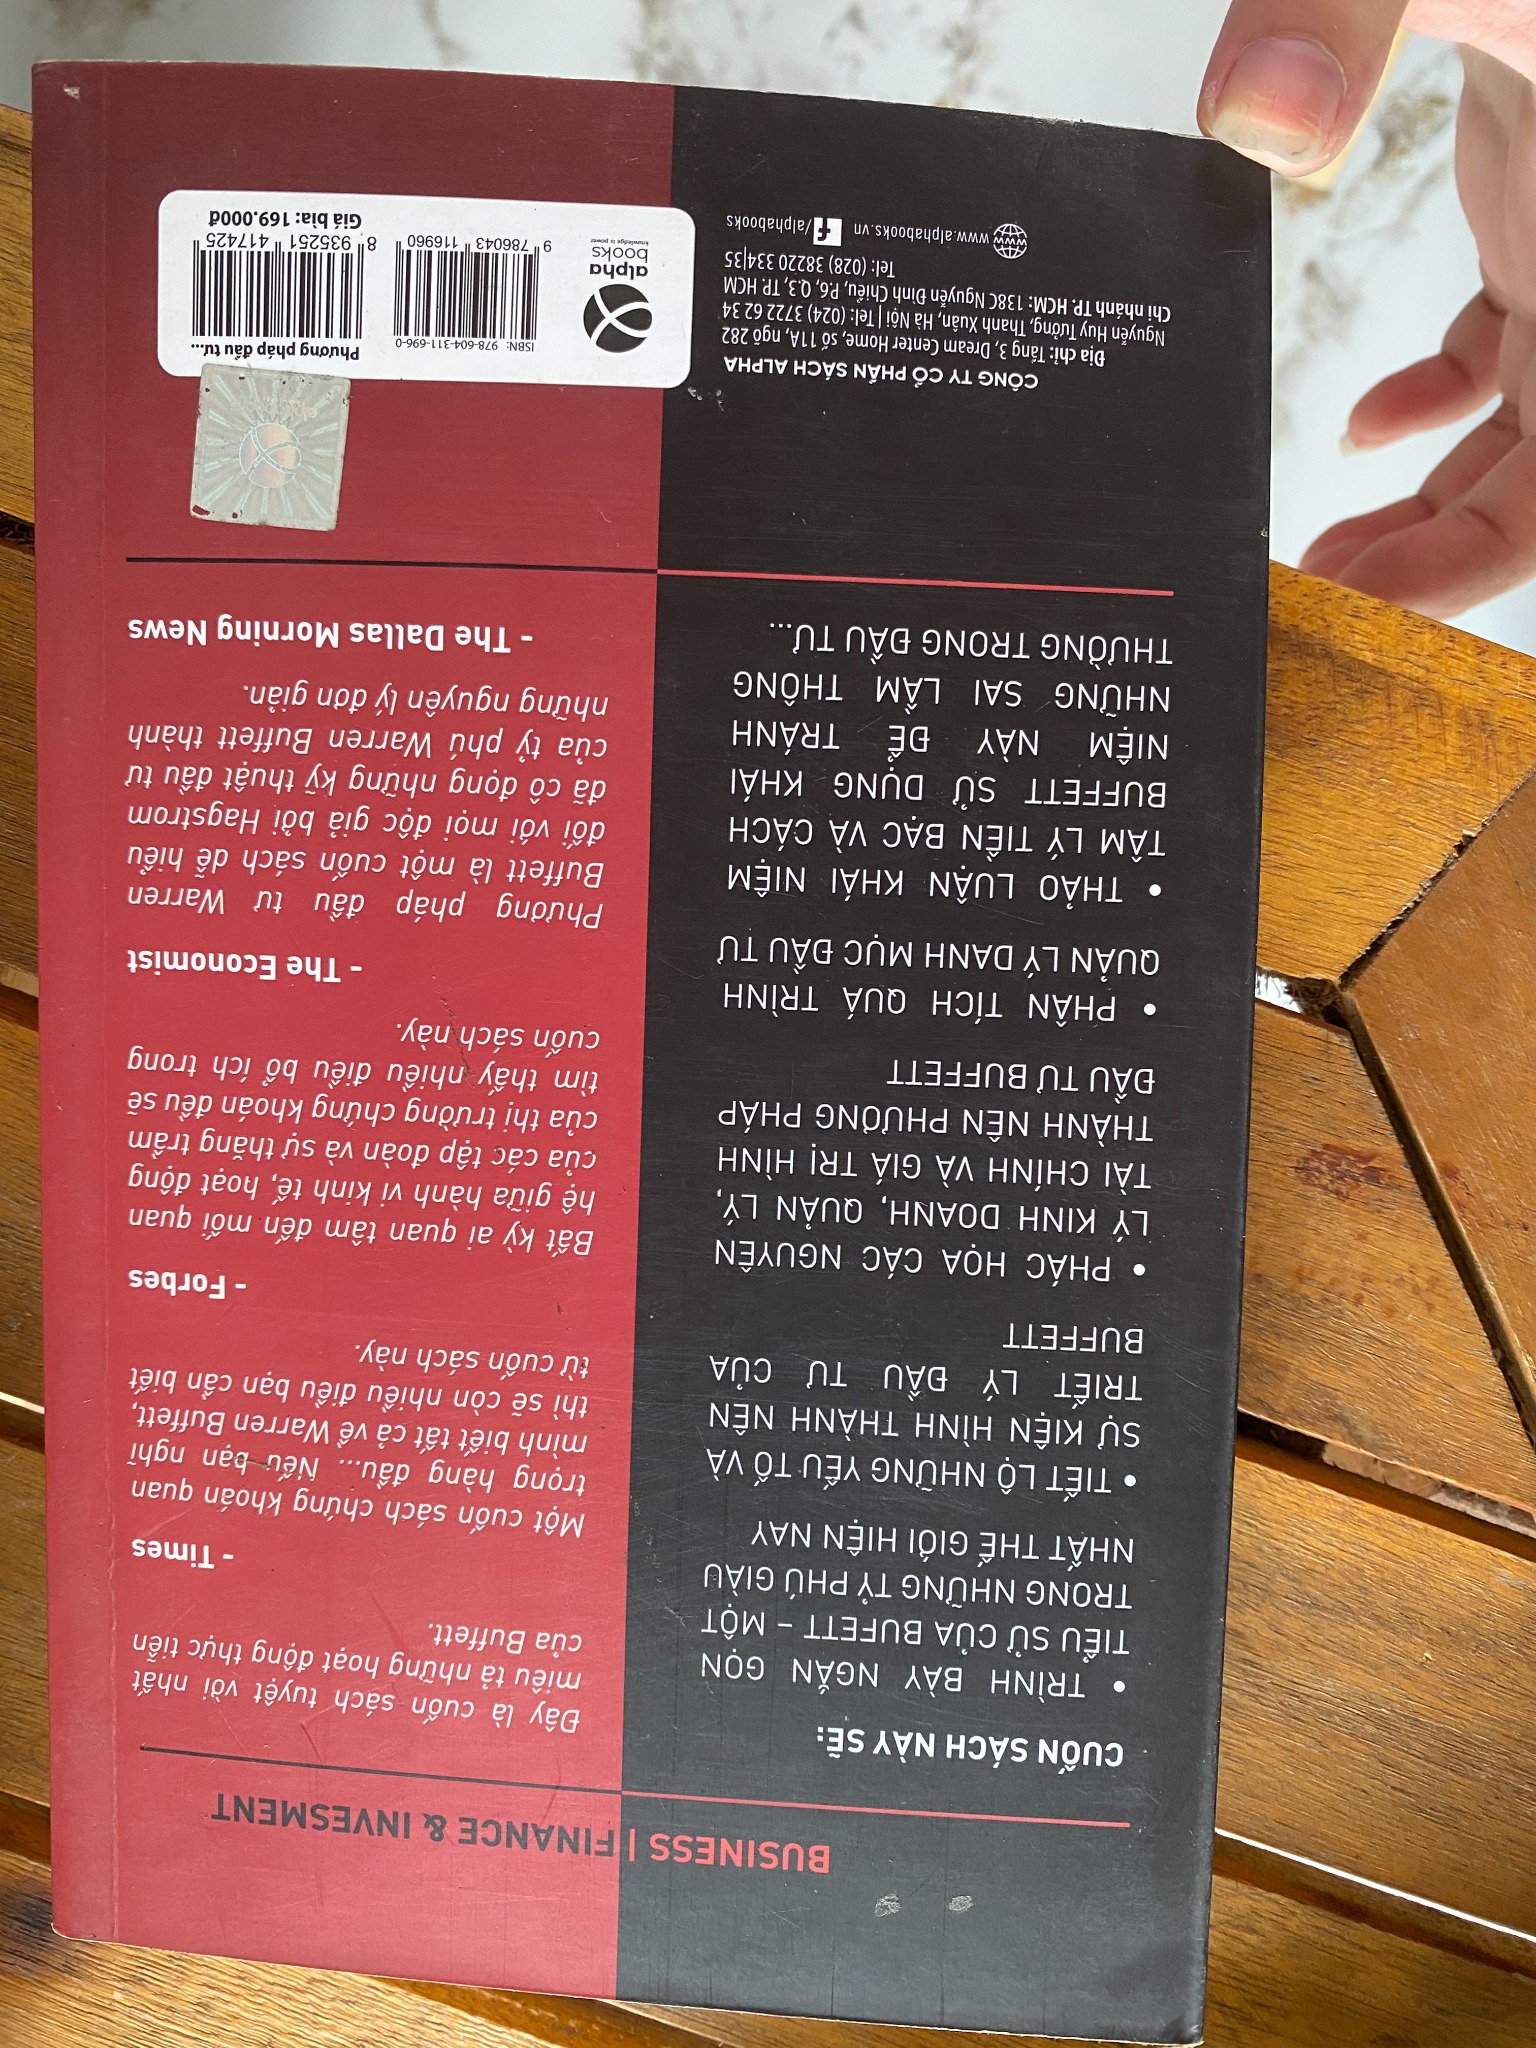 BUSINESS | FINANCE & INVESMENT
CUỐN SÁCH NÀY SẼ:
• TRÌNH BÀY NGẮN GỌN
TIỂU SỬ CỦA BUFETT – MỘT
TRONG NHỮNG TỶ PHÚ GIÀU
NHẤT THẾ GIỚI HIỆN NAY
• TIẾT LỘ NHỮNG YẾU TỐ VÀ
SỰ KIỆN HÌNH THÀNH NÊN
TRIẾT LÝ ĐẦU TƯ CỦA
BUFFETT
• PHÁC HỌA CÁC NGUYÊN
LÝ KINH DOANH, QUẢN LÝ,
TÀI CHÍNH VÀ GIÁ TRỊ HÌNH
THÀNH NÊN PHƯƠNG PHÁP
ĐẦU TƯ BUFFETT
• PHÂN TÍCH QUÁ TRÌNH
QUẢN LÝ DANH MỤC ĐẦU TƯ
• THẢO LUẬN KHÁI NIỆM
TÂM LÝ TIỀN BẠC VÀ CÁCH
BUFFETT SỬ DỤNG KHÁI
NIỆM NÀY ĐỂ TRÁNH
NHỮNG SAI LẦM THÔNG
THƯỜNG TRONG ĐẦU TƯ...
Đây là cuốn sách tuyệt vời nhất
miêu tả những hoạt động thực tiễn
của Buffett.
- Times
Một cuốn sách chứng khoán quan
trọng hàng đầu... Nếu bạn nghĩ
mình biết tất cả về Warren Buffett,
thì sẽ còn nhiều điều bạn cần biết
từ cuốn sách này.
- Forbes
Bất kỳ ai quan tâm đến mối quan
hệ giữa hành vi kinh tế, hoạt động
của các tập đoàn và sự thăng trầm
của thị trường chứng khoán đều sẽ
tìm thấy nhiều điều bổ ích trong
cuốn sách này.
- The Economist
Phương pháp đầu tư Warren
Buffett là một cuốn sách dễ hiểu
đối với mọi độc giả bởi Hagstrom
đã cô đọng những kỹ thuật đầu tư
của tỷ phú Warren Buffett thành
những nguyên lý đơn giản.
- The Dallas Morning News
CÔNG TY CỔ PHẦN SÁCH ALPHA
Địa chỉ: Tầng 3, Dream Center Home, số 11A, ngõ 282
Nguyễn Huy Tưởng, Thanh Xuân, Hà Nội | Tel: (024) 3722 62 34
Chi nhánh TP. HCM: 138C Nguyễn Đình Chiểu, P.6, Q.3, TP. HCM
Tel: (028) 38220 334|35
www www.alphabooks.vn f /alphabooks
alpha
books
knowledge is power
ISBN: 978-604-311-696-0
9 786043 116960
Phương pháp đầu tư...
8 935251 417425
Giá bìa: 169.000đ